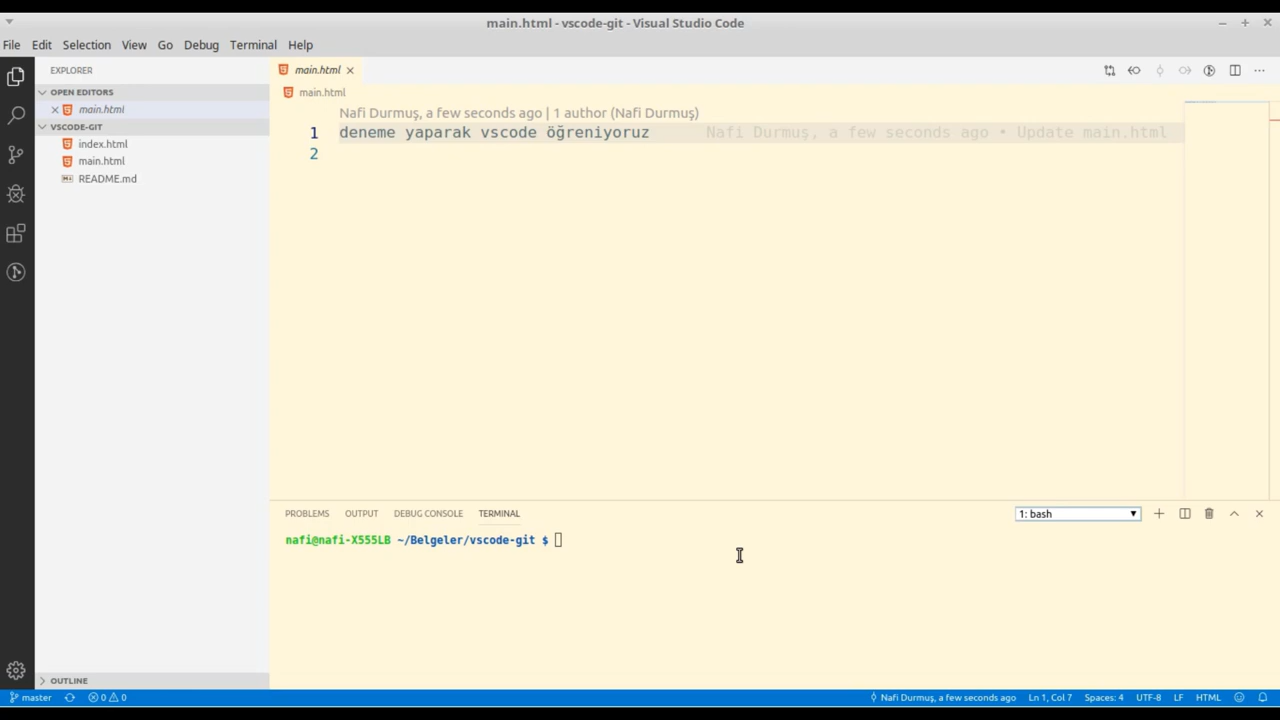 main.html - vscode-git - Visual Studio Code
File Edit Selection View Go Debug Terminal Help
EXPLORER
OPEN EDITORS
main.html
VSCODE-GIT
index.html
main.html
README.md
OUTLINE
main.html
main.html
Nafi Durmuş, a few seconds ago | 1 author (Nafi Durmuş)
1 deneme yaparak vscode öğreniyoruz Nafi Durmuş, a few seconds ago • Update main.html
2
PROBLEMS OUTPUT DEBUG CONSOLE TERMINAL 1: bash
nafi@nafi-X555LB ~/Belgeler/vscode-git $
master 0 0 Nafi Durmuş, a few seconds ago Ln 1, Col 7 Spaces: 4 UTF-8 LF HTML